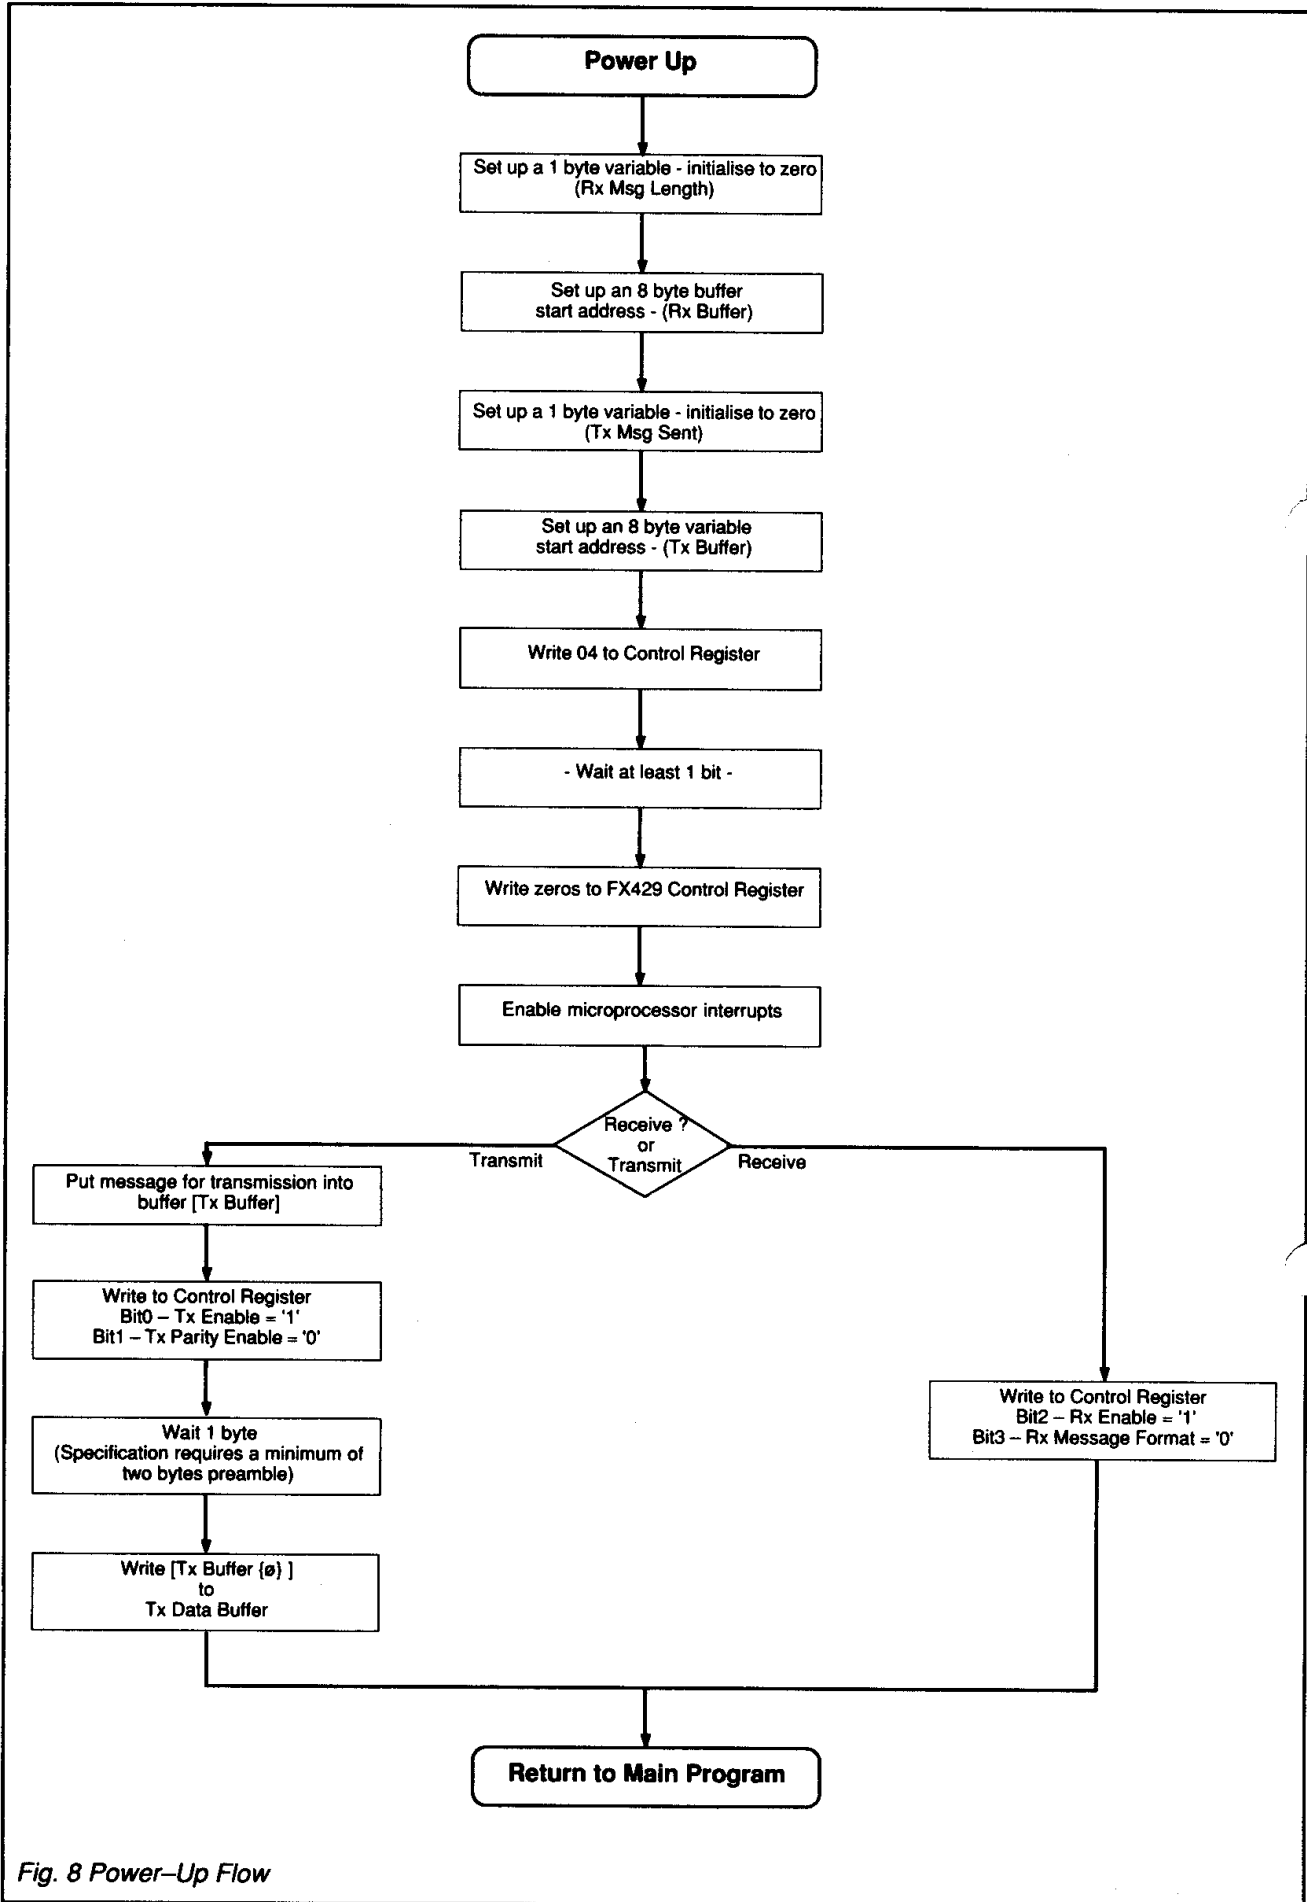 Power Up
Set up a 1 byte variable - initialise to zero
(Rx Msg Length)
Set up an 8 byte buffer
start address - (Rx Buffer)
Set up a 1 byte variable - initialise to zero
(Tx Msg Sent)
Set up an 8 byte variable
start address - (Tx Buffer)
Write 04 to Control Register
- Wait at least 1 bit -
Write zeros to FX429 Control Register
Enable microprocessor interrupts
Receive ?
or
Transmit
Transmit
Receive
Put message for transmission into
buffer [Tx Buffer]
Write to Control Register
Bit0 – Tx Enable = '1'
Bit1 – Tx Parity Enable = '0'
Wait 1 byte
(Specification requires a minimum of
two bytes preamble)
Write [Tx Buffer {ø} ]
to
Tx Data Buffer
Write to Control Register
Bit2 – Rx Enable = '1'
Bit3 – Rx Message Format = '0'
Return to Main Program
Fig. 8 Power–Up Flow